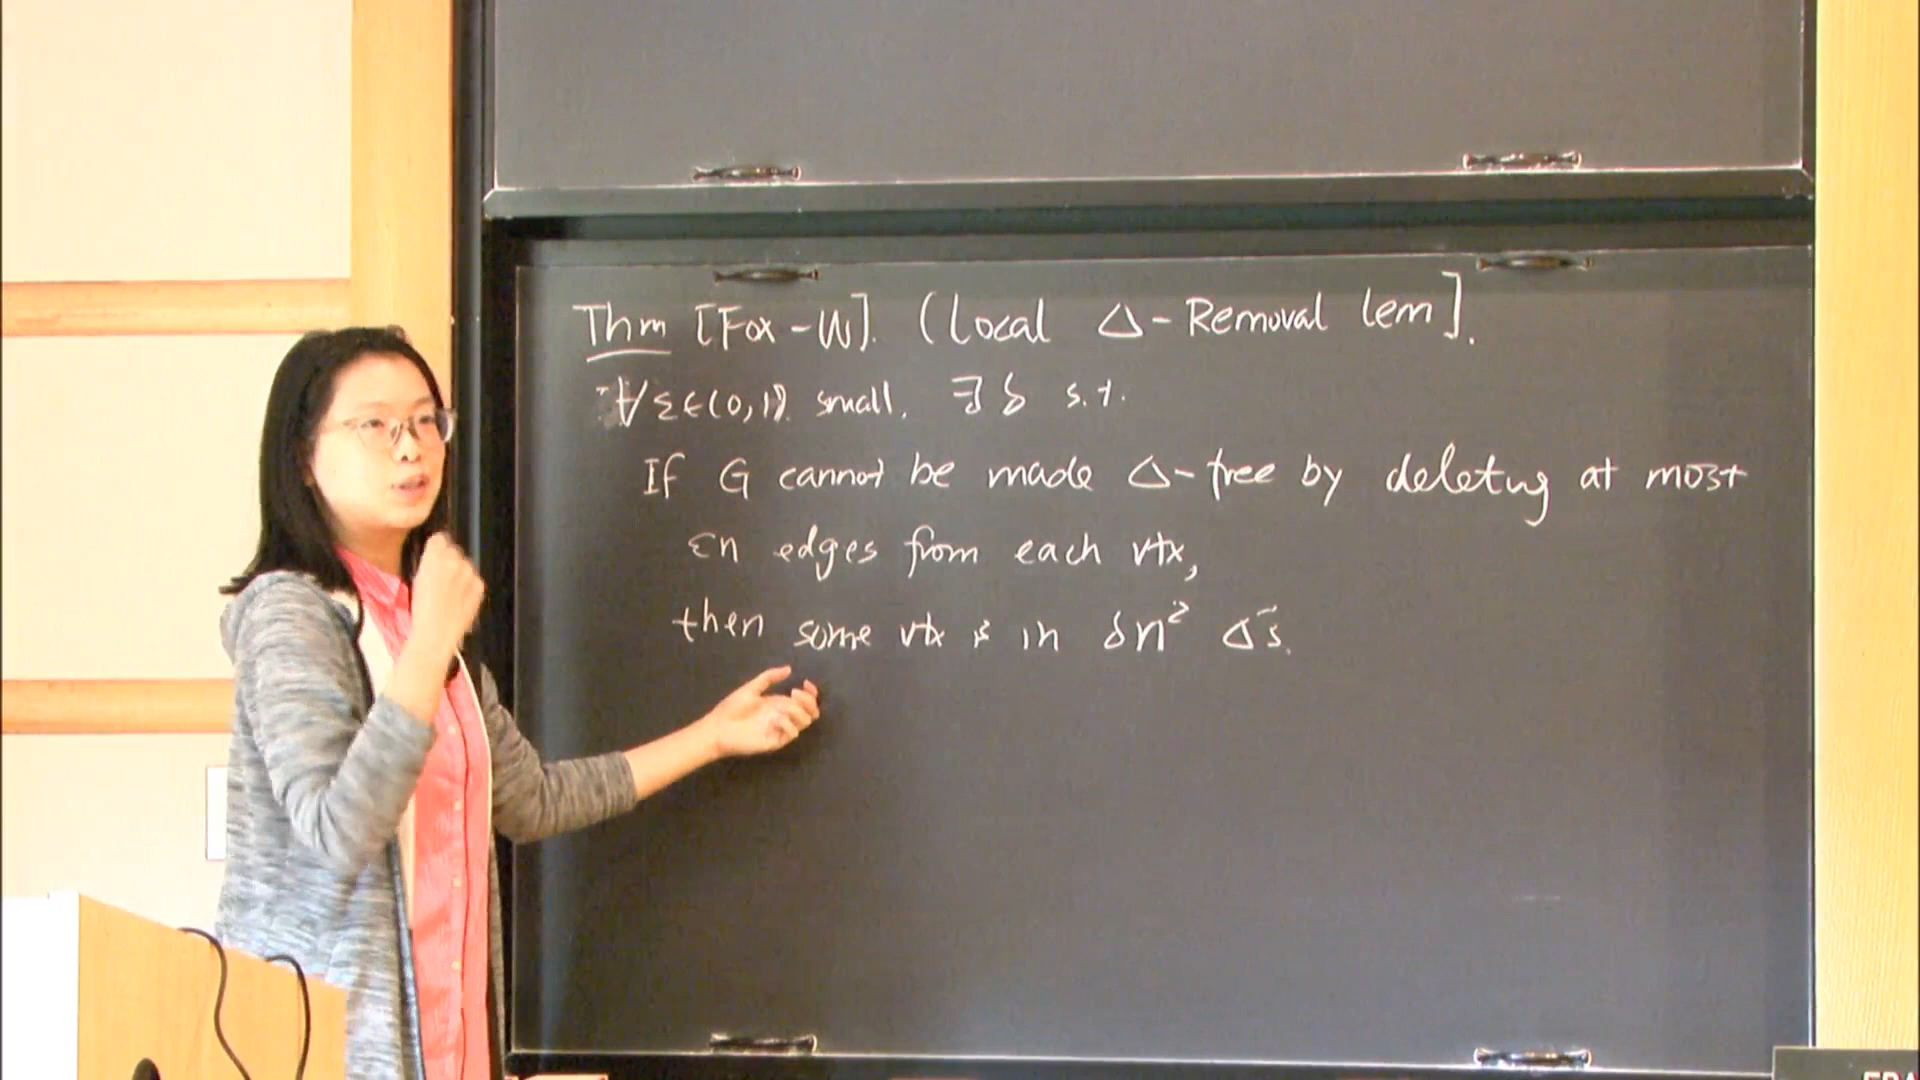 Thm [Fox-W]. (Local Δ-Removal lem].
∀ε∈(0,1) small, ∃ δ s.t.
If G cannot be made Δ-free by deleting at most
εn edges from each vtx,
then some vtx is in δn² Δ's.